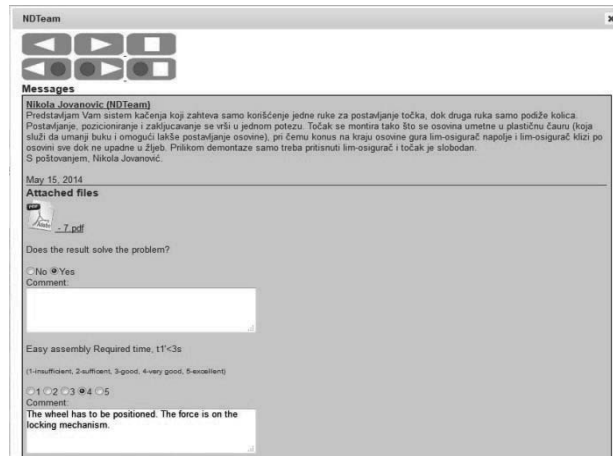 NDTeam
Messages
Nikola Jovanovic (NDTeam)
Predstavljam Vam sistem kačenja koji zahteva samo korišćenje jedne ruke za postavljanje točka, dok druga ruka samo podiže kolica.
Postavljanje, pozicioniranje i zakljucavanje se vrši u jednom potezu. Točak se montira tako što se osovina umetne u plastičnu čauru (koja
služi da umanji buku i omogući lakše postavljanje osovine), pri čemu konus na kraju osovine gura lim-osigurač napolje i lim-osigurač klizi po
osovini sve dok ne upadne u žljeb. Prilikom demontaze samo treba pritisnuti lim-osigurač i točak je slobodan.
S poštovanjem, Nikola Jovanović.
May 15, 2014
Attached files
PDF
- 7.pdf
Does the result solve the problem?
No Yes
Comment:
Easy assembly Required time, t1'<3s
(1-insufficient, 2-sufficent, 3-good, 4-very good, 5-excellent)
1 2 3 4 5
Comment:
The wheel has to be positioned. The force is on the
locking mechanism.